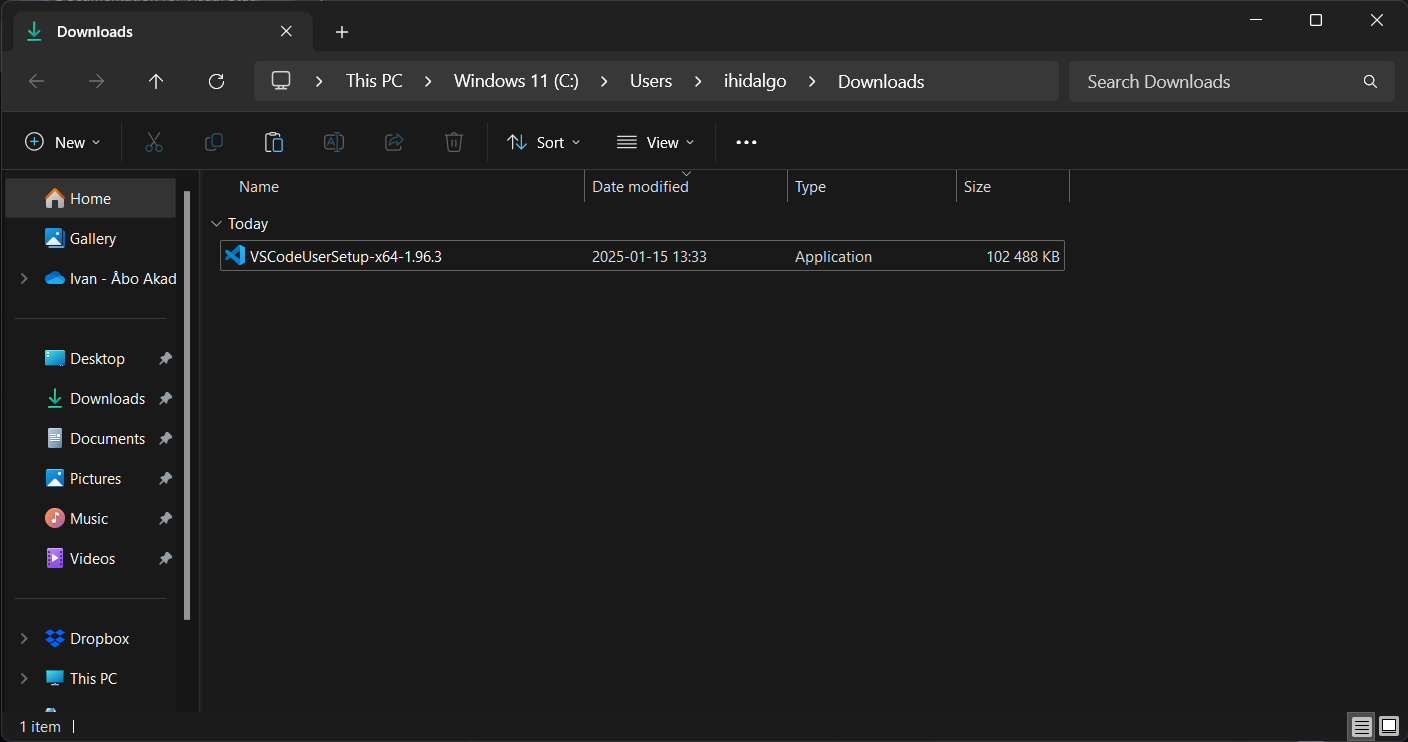 Downloads
This PC > Windows 11 (C:) > Users > ihidalgo > Downloads
Search Downloads
New Sort View
Name Date modified Type Size
Today
VSCodeUserSetup-x64-1.96.3 2025-01-15 13:33 Application 102 488 KB
Home
Gallery
Ivan - Åbo Akad
Desktop
Downloads
Documents
Pictures
Music
Videos
Dropbox
This PC
1 item